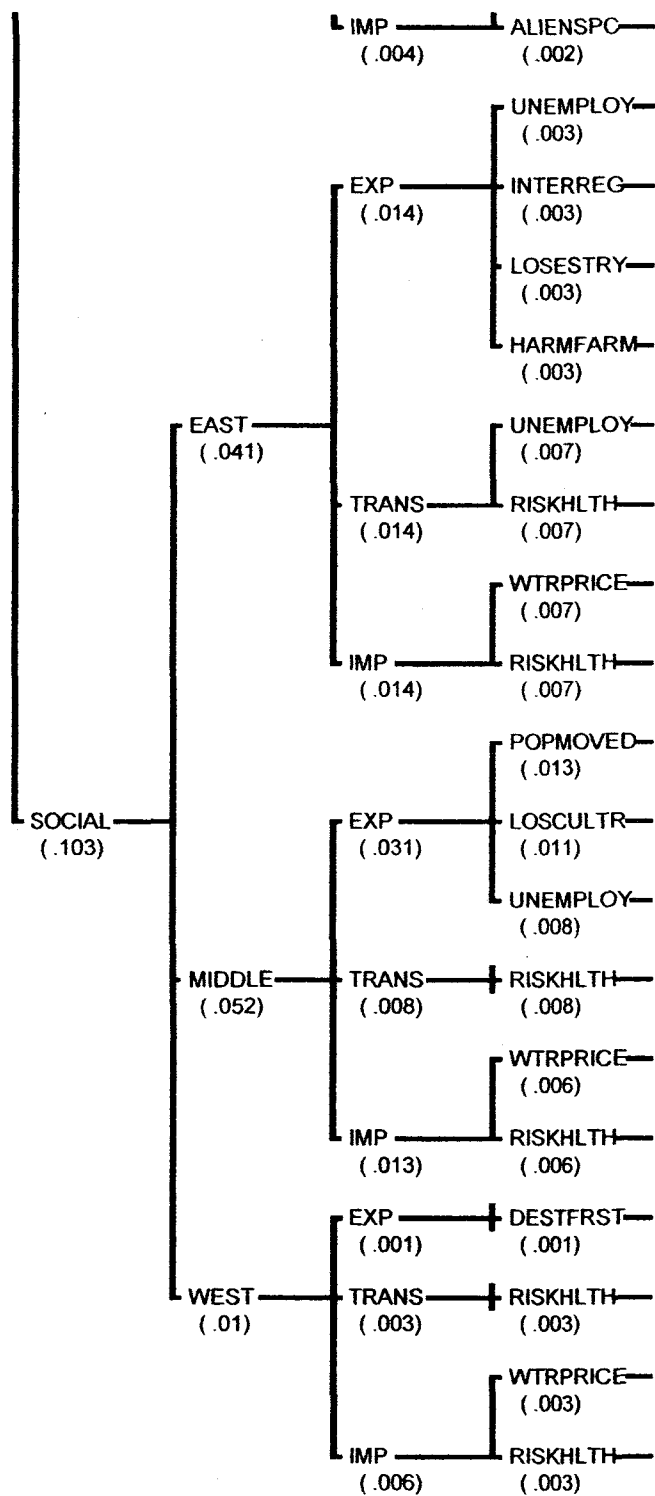 IMP ALIENSPC
(.004) (.002)
UNEMPLOY
(.003)
EXP INTERREG
(.014) (.003)
LOSESTRY
(.003)
HARMFARM
(.003)
EAST UNEMPLOY
(.041) (.007)
TRANS RISKHLTH
(.014) (.007)
WTRPRICE
(.007)
IMP RISKHLTH
(.014) (.007)
POPMOVED
(.013)
SOCIAL EXP LOSCULTR
(.103) (.031) (.011)
UNEMPLOY
(.008)
MIDDLE TRANS RISKHLTH
(.052) (.008) (.008)
WTRPRICE
(.006)
IMP RISKHLTH
(.013) (.006)
EXP DESTFRST
(.001) (.001)
WEST TRANS RISKHLTH
(.01) (.003) (.003)
WTRPRICE
(.003)
IMP RISKHLTH
(.006) (.003)